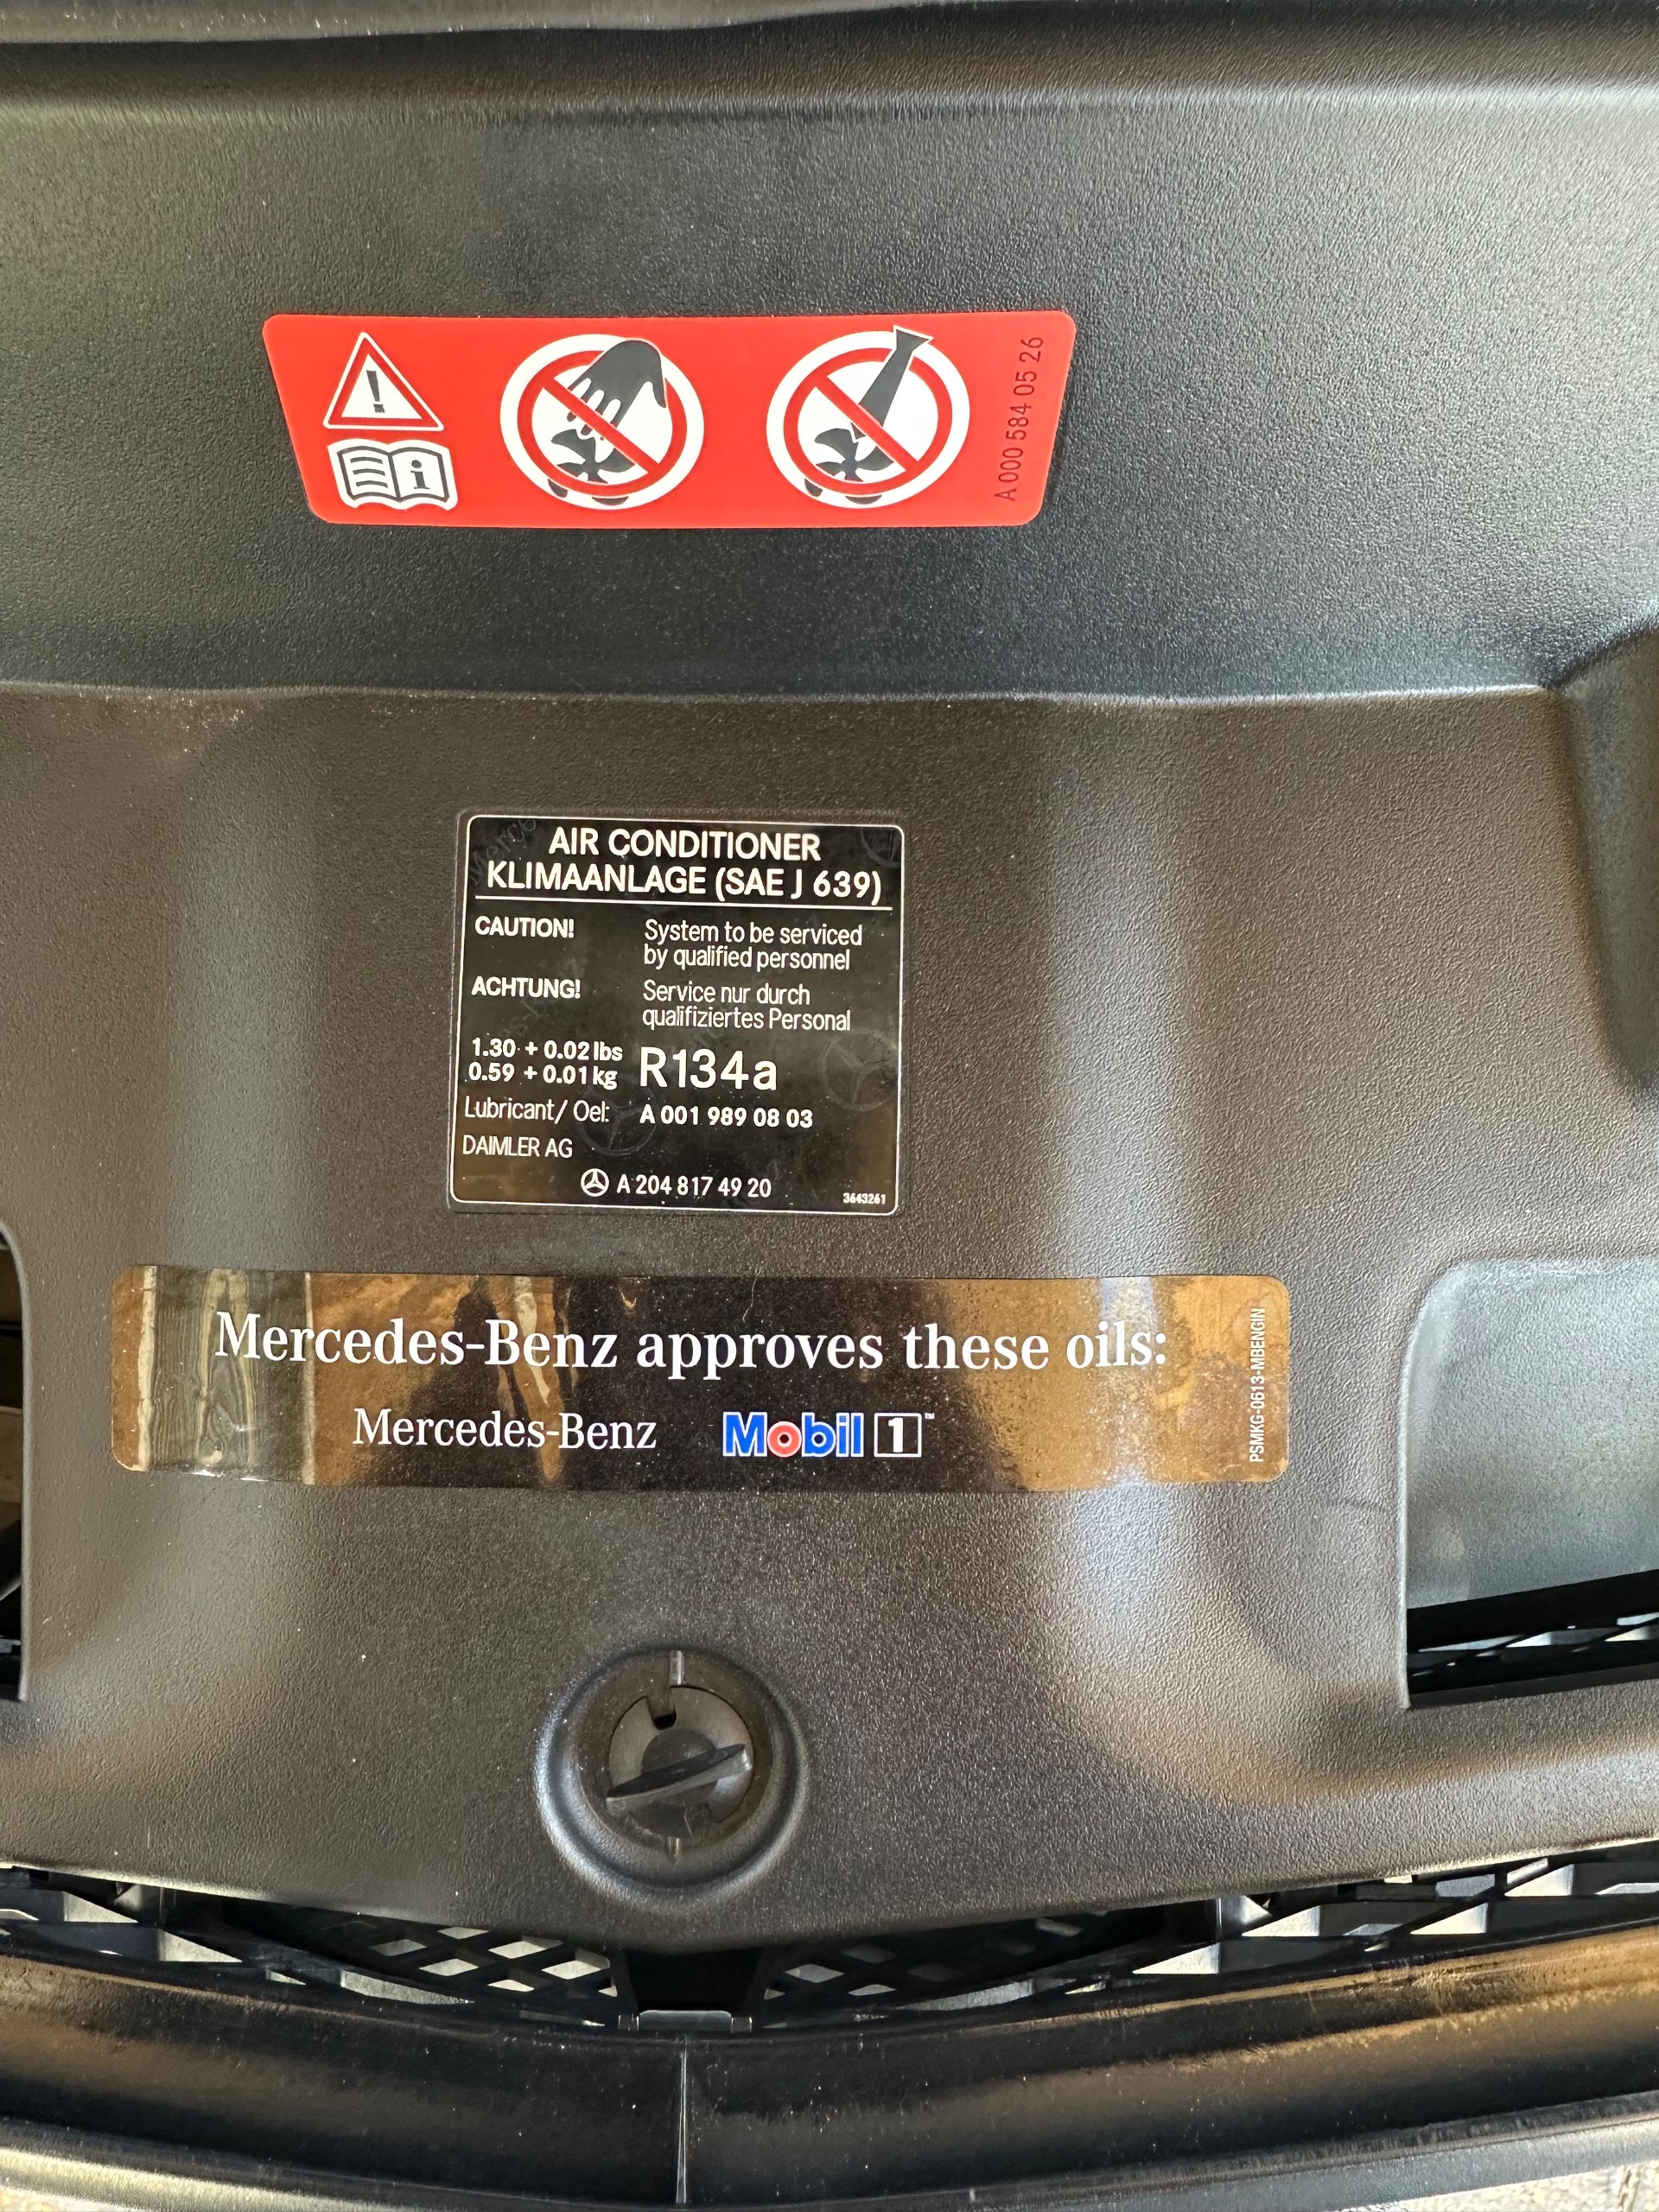 A 000 584 05 26
AIR CONDITIONER
KLIMAANLAGE (SAE J 639)
CAUTION! System to be serviced
by qualified personnel
ACHTUNG! Service nur durch
qualifiziertes Personal
1.30 + 0.02 lbs
0.59 + 0.01 kg
R134a
Lubricant/ Oel: A 001 989 08 03
DAIMLER AG
A 204 817 49 20
3643261
Mercedes-Benz approves these oils:
Mercedes-Benz Mobil 1™
PSMKG-0613-MBENGIN